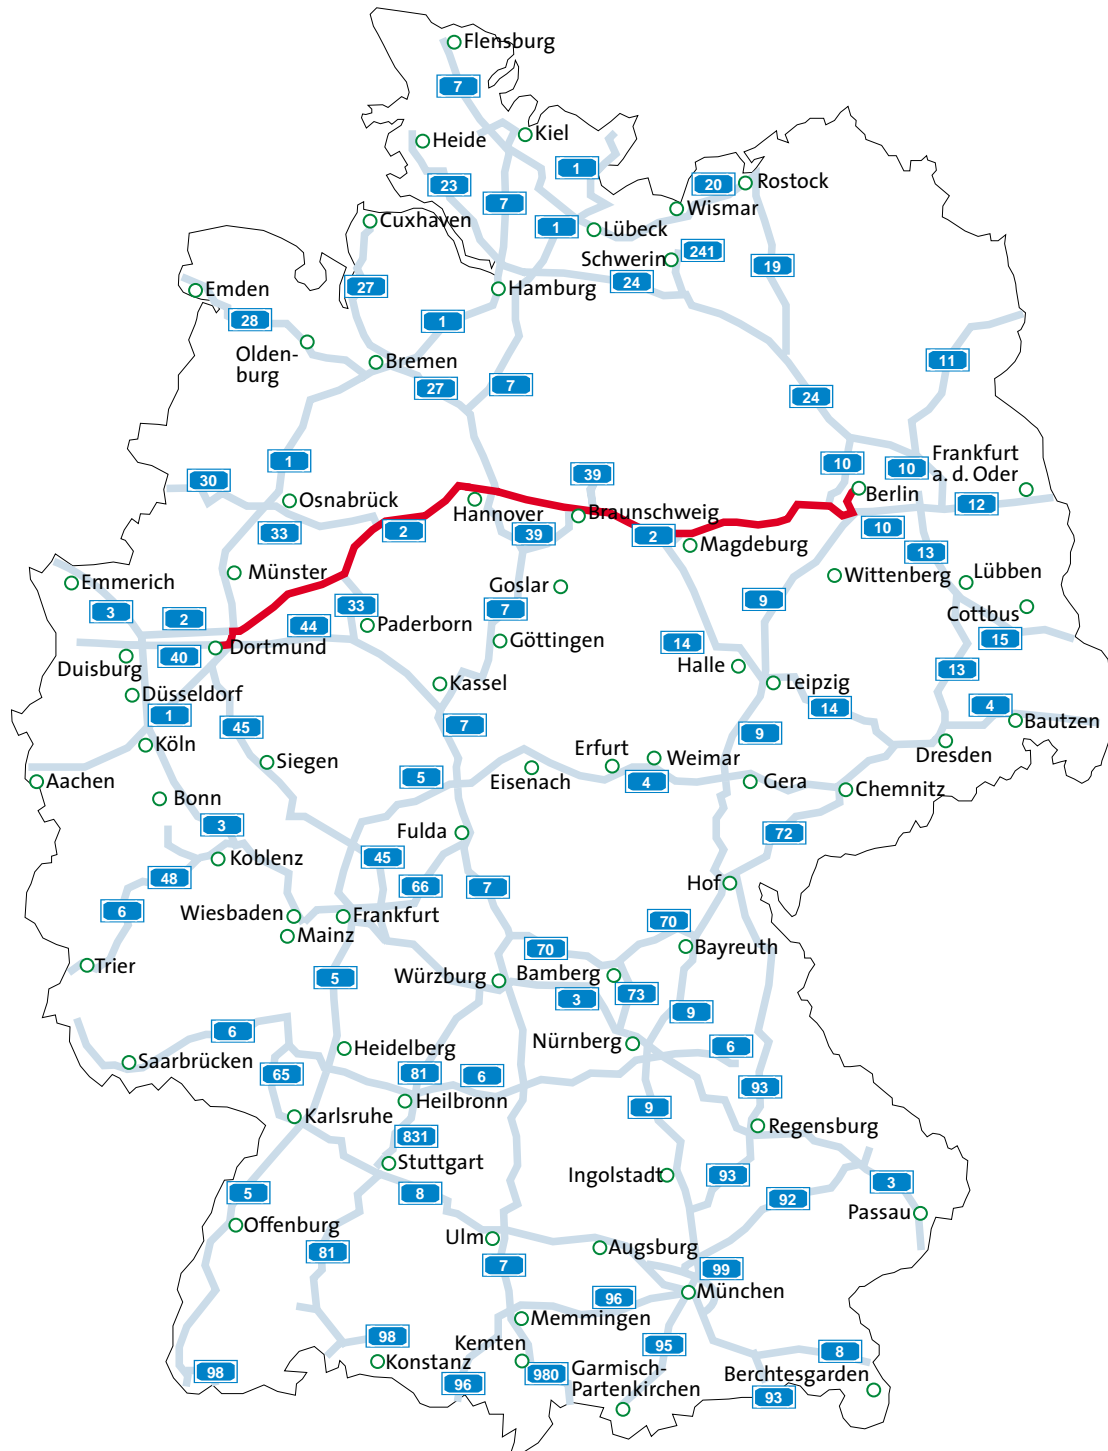 Flensburg
7
Kiel
Heide
1
23
20
Rostock
7
Wismar
Cuxhaven
1
Lübeck
241
Schwerin
19
24
27
Hamburg
Emden
28
1
Olden-
burg
Bremen
11
27
7
24
Frankfurt
a. d. Oder
1
10
10
30
39
Berlin
Osnabrück
12
Hannover
Braunschweig
33
2
39
2
10
Magdeburg
13
Emmerich
Münster
Goslar
Wittenberg
Lübben
9
3
2
33
7
Cottbus
44
Paderborn
15
Göttingen
14
Dortmund
40
Duisburg
Halle
13
Düsseldorf
Kassel
Leipzig
4
14
1
45
7
9
Bautzen
Köln
Erfurt
Weimar
Dresden
Siegen
Eisenach
5
4
Gera
Aachen
Chemnitz
Bonn
3
Fulda
72
Koblenz
45
48
66
7
Hof
6
Wiesbaden
Frankfurt
70
Mainz
70
Bayreuth
Trier
5
Würzburg
Bamberg
3
73
9
6
Nürnberg
6
Saarbrücken
Heidelberg
65
81
6
93
Heilbronn
9
Karlsruhe
Regensburg
831
Stuttgart
Ingolstadt
93
8
92
3
5
Passau
Offenburg
Ulm
Augsburg
81
7
99
München
96
Memmingen
98
95
8
Kemten
Konstanz
Garmisch-
Partenkirchen
98
96
980
Berchtesgarden
93